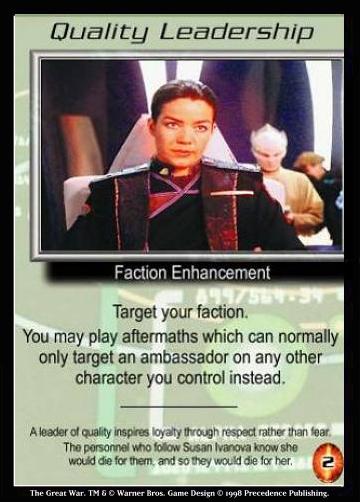 Quality Leadership
Faction Enhancement
Target your faction.
You may play aftermaths which can normally
only target an ambassador on any other
character you control instead.
A leader of quality inspires loyalty through respect rather than fear.
The personnel who follow Susan Ivanova know she
would die for them, and so they would die for her.
2
The Great War. TM & © Warner Bros. Game Design © 1998 Precedence Publishing.